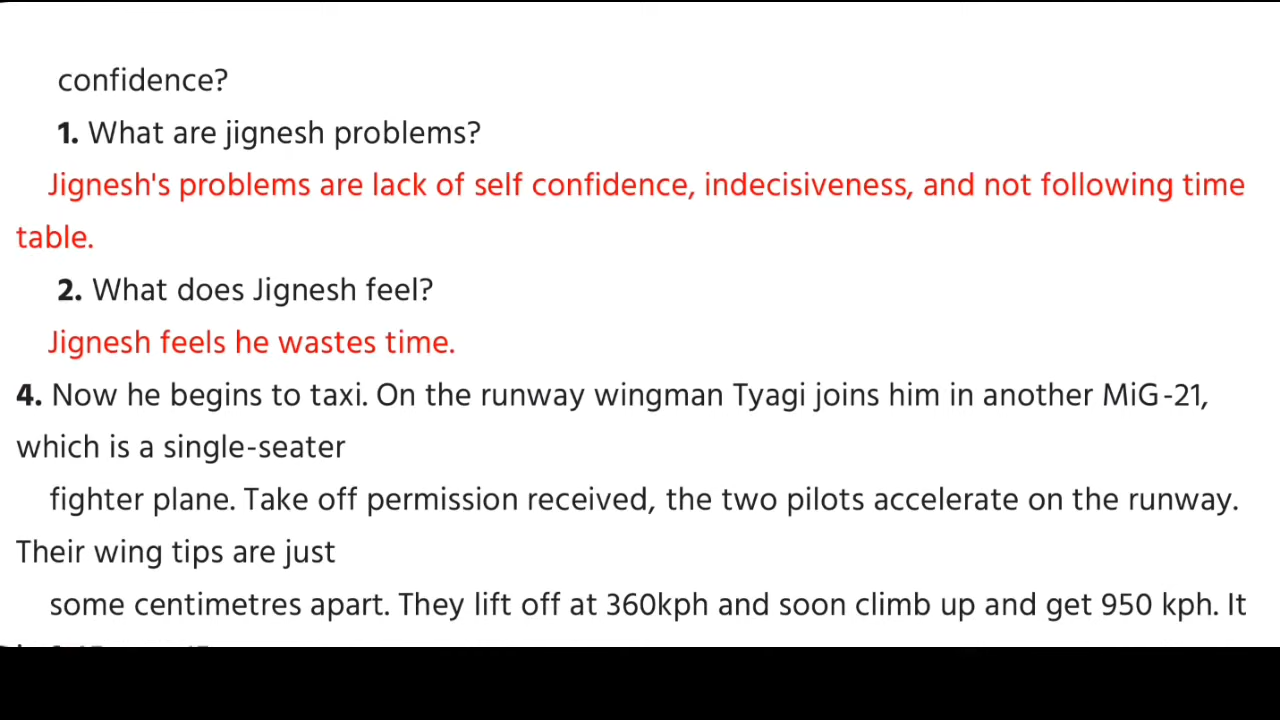 confidence?
1. What are jignesh problems?
Jignesh's problems are lack of self confidence, indecisiveness, and not following time
table.
2. What does Jignesh feel?
Jignesh feels he wastes time.
4. Now he begins to taxi. On the runway wingman Tyagi joins him in another MiG-21,
which is a single-seater
fighter plane. Take off permission received, the two pilots accelerate on the runway.
Their wing tips are just
some centimetres apart. They lift off at 360kph and soon climb up and get 950 kph. It